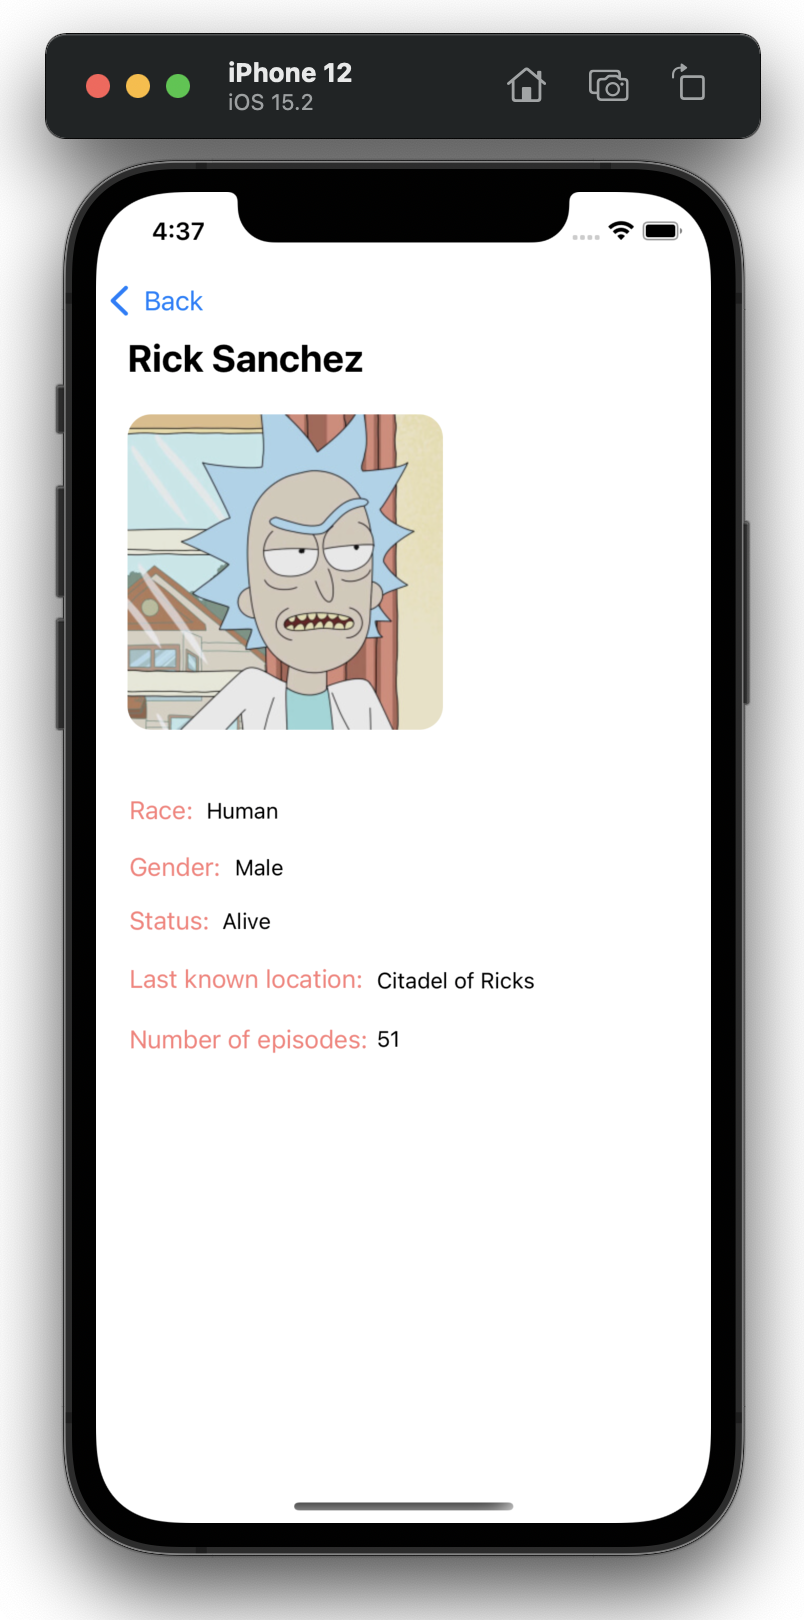 iPhone 12
iOS 15.2
4:37
Back
Rick Sanchez
Race: Human
Gender: Male
Status: Alive
Last known location: Citadel of Ricks
Number of episodes: 51